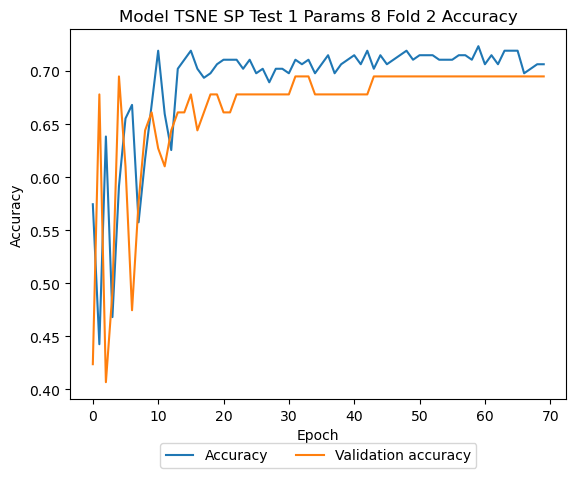 Model TSNE SP Test 1 Params 8 Fold 2 Accuracy
0.70
0.65
0.60
0.55
0.50
0.45
0.40
Accuracy
0 10 20 30 40 50 60 70
Epoch
Accuracy Validation accuracy